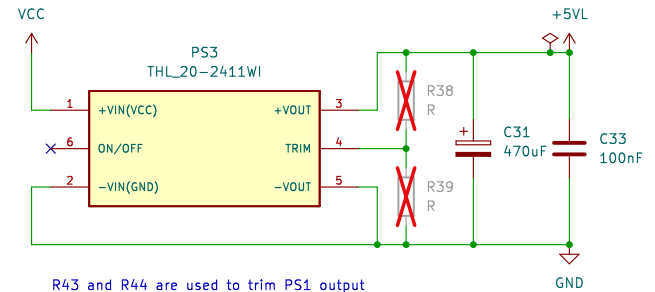 VCC
+5VL
PS3
THL_20-2411WI
1 +VIN(VCC) +VOUT 3
R38
R
6 ON/OFF TRIM 4
+
C31
470uF
C33
100nF
2 -VIN(GND) -VOUT 5
R39
R
GND
R43 and R44 are used to trim PS1 output